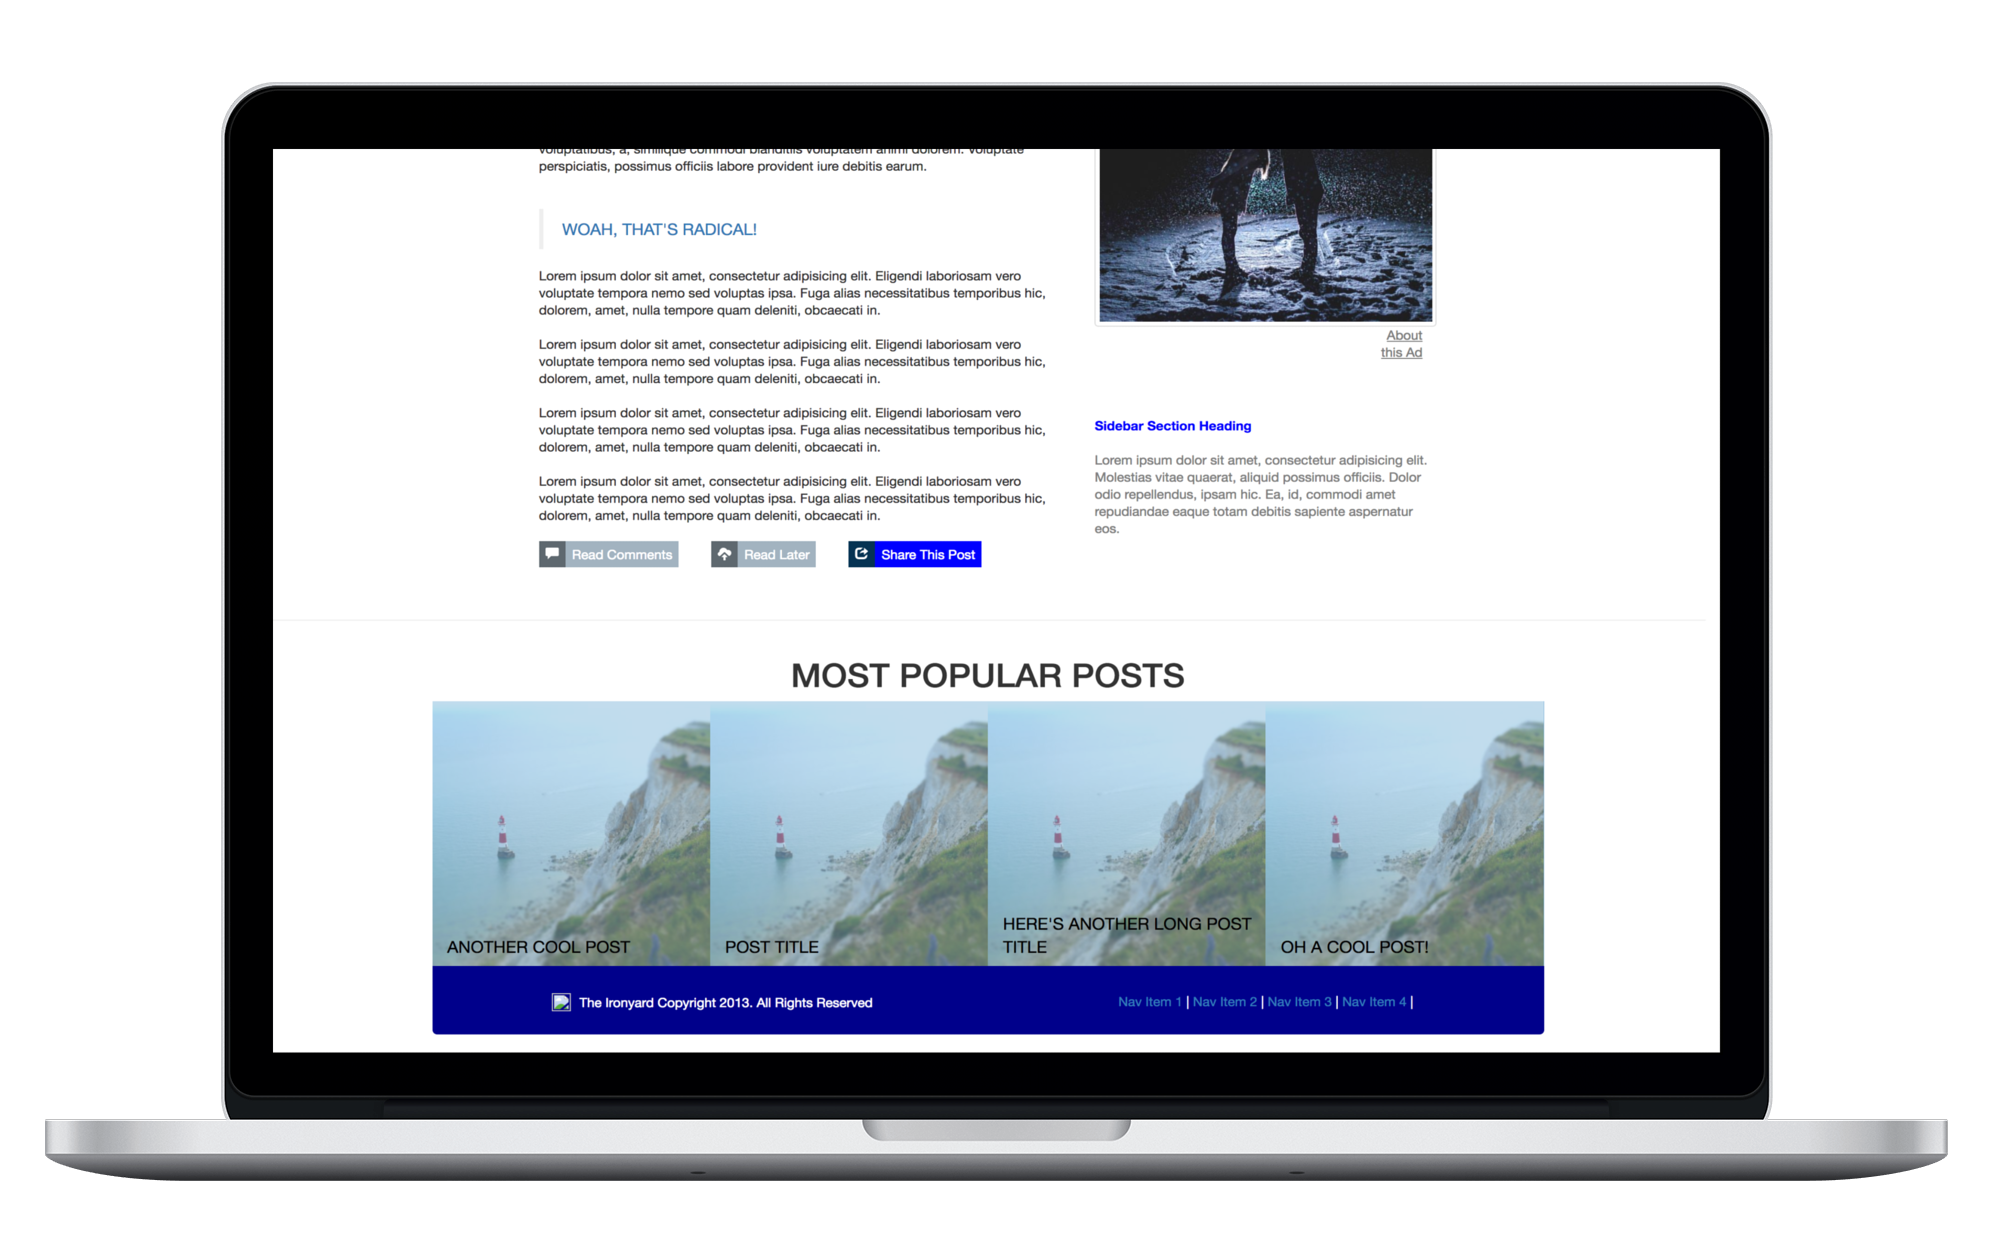 voluptatibus, a, similique commodi blanditiis voluptatem animi dolorem. Voluptate
perspiciatis, possimus officiis labore provident iure debitis earum.
WOAH, THAT'S RADICAL!
Lorem ipsum dolor sit amet, consectetur adipisicing elit. Eligendi laboriosam vero
voluptate tempora nemo sed voluptas ipsa. Fuga alias necessitatibus temporibus hic,
dolorem, amet, nulla tempore quam deleniti, obcaecati in.
Lorem ipsum dolor sit amet, consectetur adipisicing elit. Eligendi laboriosam vero
voluptate tempora nemo sed voluptas ipsa. Fuga alias necessitatibus temporibus hic,
dolorem, amet, nulla tempore quam deleniti, obcaecati in.
Lorem ipsum dolor sit amet, consectetur adipisicing elit. Eligendi laboriosam vero
voluptate tempora nemo sed voluptas ipsa. Fuga alias necessitatibus temporibus hic,
dolorem, amet, nulla tempore quam deleniti, obcaecati in.
Lorem ipsum dolor sit amet, consectetur adipisicing elit. Eligendi laboriosam vero
voluptate tempora nemo sed voluptas ipsa. Fuga alias necessitatibus temporibus hic,
dolorem, amet, nulla tempore quam deleniti, obcaecati in.
Read Comments
Read Later
Share This Post
About
this Ad
Sidebar Section Heading
Lorem ipsum dolor sit amet, consectetur adipisicing elit.
Molestias vitae quaerat, aliquid possimus officiis. Dolor
odio repellendus, ipsam hic. Ea, id, commodi amet
repudiandae eaque totam debitis sapiente aspernatur
eos.
MOST POPULAR POSTS
ANOTHER COOL POST
POST TITLE
HERE'S ANOTHER LONG POST
TITLE
OH A COOL POST!
The Ironyard Copyright 2013. All Rights Reserved
Nav Item 1 | Nav Item 2 | Nav Item 3 | Nav Item 4 |